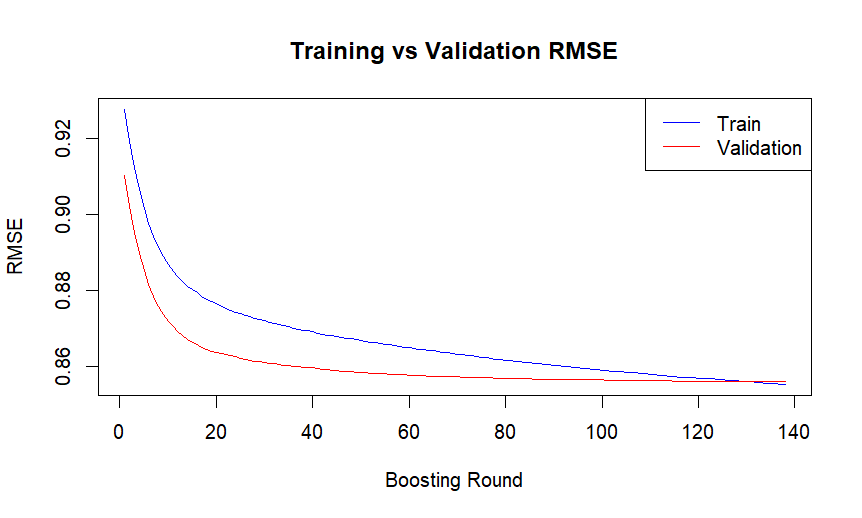 Training vs Validation RMSE
Train
Validation
RMSE
0.92
0.90
0.88
0.86
0 20 40 60 80 100 120 140
Boosting Round